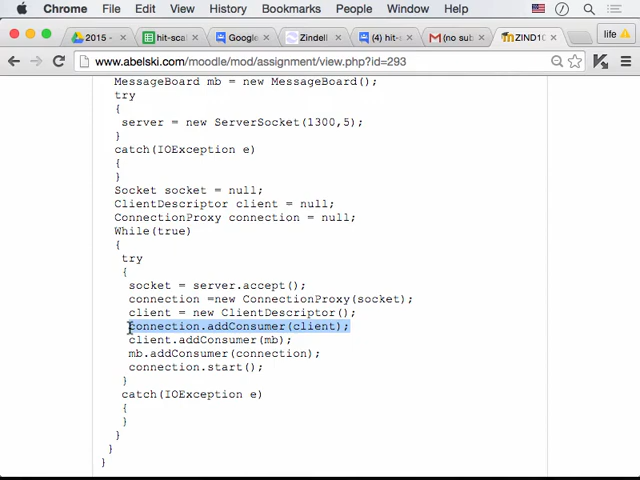 Chrome File Edit View History Bookmarks People Window Help
2015 - hit-scal Google Zindell (4) hit- (no sub ZIND10 life
www.abelski.com/moodle/mod/assignment/view.php?id=293
MessageBoard mb = new MessageBoard();
try
{
server = new ServerSocket(1300,5);
}
catch(IOException e)
{
}
Socket socket = null;
ClientDescriptor client = null;
ConnectionProxy connection = null;
While(true)
{
try
{
socket = server.accept();
connection =new ConnectionProxy(socket);
client = new ClientDescriptor();
connection.addConsumer(client);
client.addConsumer(mb);
mb.addConsumer(connection);
connection.start();
}
catch(IOException e)
{
}
}
}
}